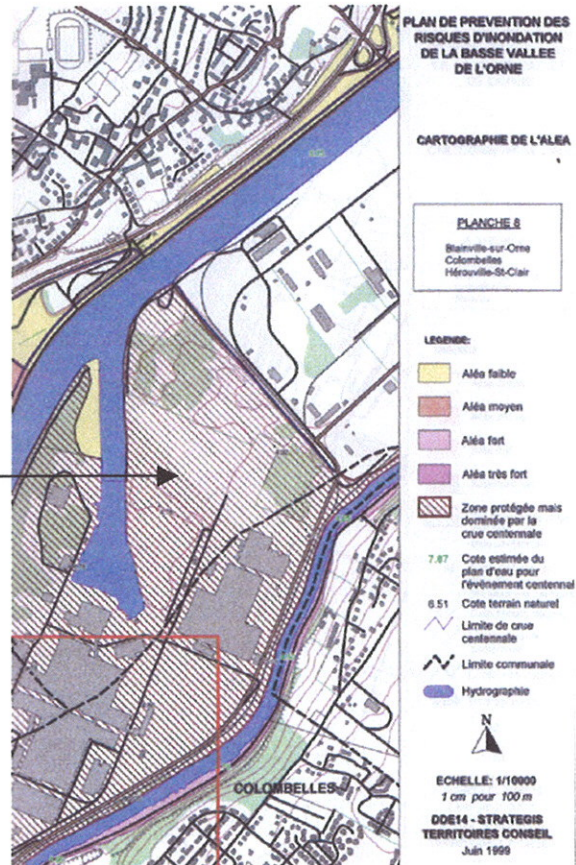 PLAN DE PREVENTION DES
RISQUES D'INONDATION
DE LA BASSE VALLEE
DE L'ORNE
CARTOGRAPHIE DE L'ALEA
PLANCHE 8
Blainville-sur-Orne
Colombelles
Hérouville-St-Clair
LEGENDE:
Aléa faible
Aléa moyen
Aléa fort
Aléa très fort
Zone protégée mais
dominée par la
crue centennale
7.87 Cote estimée du
plan d'eau pour
l'évènement centennal
6.51 Cote terrain naturel
Limite de crue
centennale
Limite communale
Hydrographie
N
ECHELLE: 1/10000
1 cm pour 100 m
DDE14 - STRATEGIS
TERRITOIRES CONSEIL
Juin 1999
COLOMBELLES